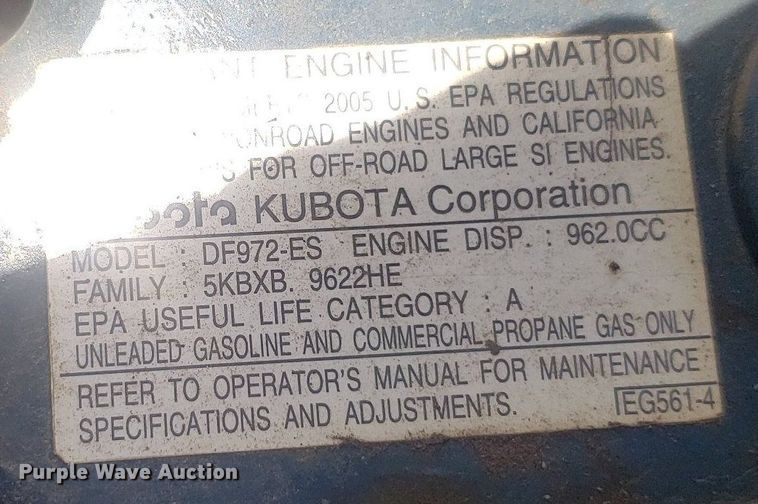 ENGINE INFORMATION
2005 U.S. EPA REGULATIONS
ENGINES AND CALIFORNIA
FOR OFF-ROAD LARGE SI ENGINES.
KUBOTA Corporation
MODEL : DF972-ES ENGINE DISP. : 962.0CC
FAMILY : 5KBXB. 9622HE
EPA USEFUL LIFE CATEGORY : A
UNLEADED GASOLINE AND COMMERCIAL PROPANE GAS ONLY
REFER TO OPERATOR'S MANUAL FOR MAINTENANCE
SPECIFICATIONS AND ADJUSTMENTS.
EG561-4
Purple Wave Auction